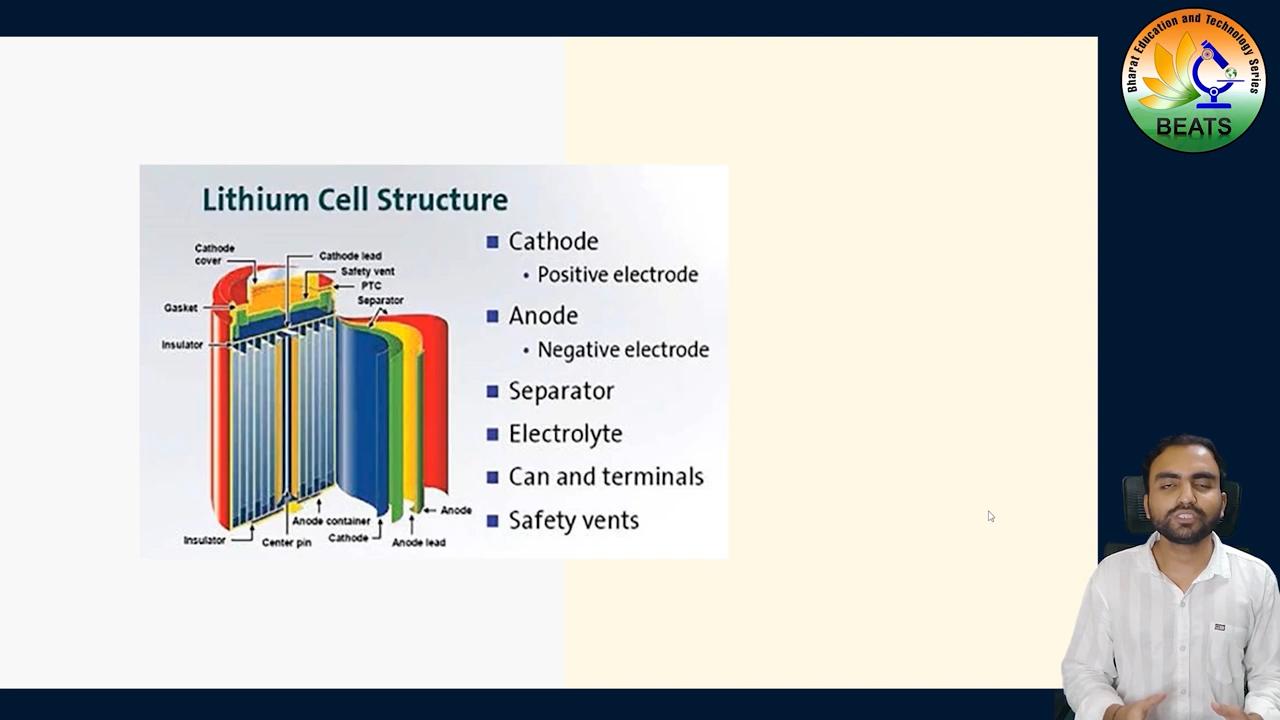 Bharat Education and Technology Series
BEATS
Lithium Cell Structure
Cathode
cover
Cathode lead
Safety vent
PTC
Separator
Gasket
Insulator
Anode
Anode container
Cathode
Anode lead
Insulator
Center pin
■ Cathode
• Positive electrode
■ Anode
• Negative electrode
■ Separator
■ Electrolyte
■ Can and terminals
■ Safety vents